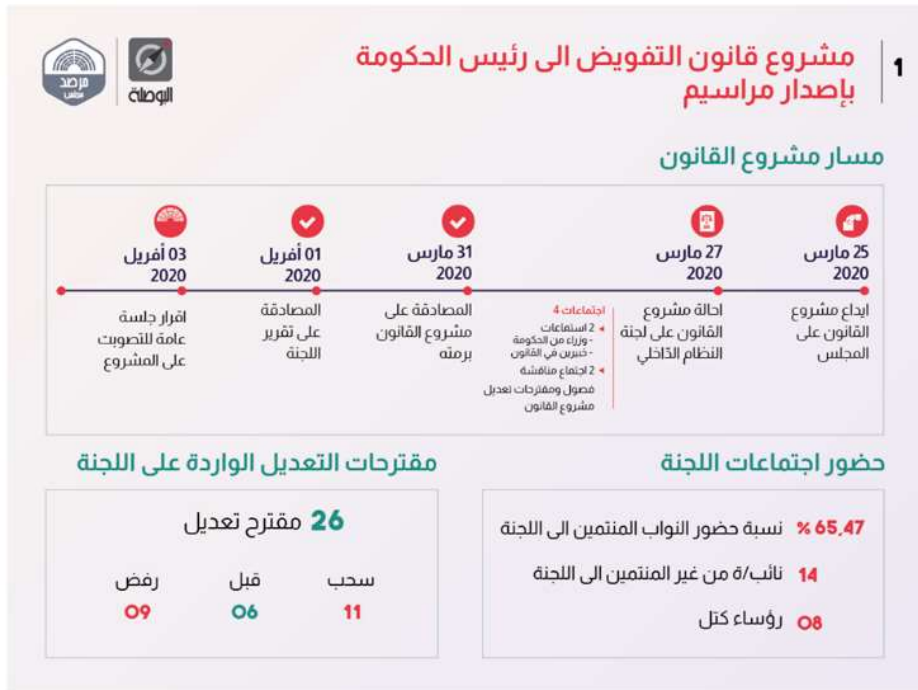 1
مشروع قانون التفويض الى رئيس الحكومة
بإصدار مراسيم
البوصلة
مرصد
مجلس
مسار مشروع القانون
25 مارس
2020
ايداع مشروع
القانون على
المجلس
27 مارس
2020
احالة مشروع
القانون على لجنة
النظام الدّاخلي
4 اجتماعات
2 استماعات
- وزراء من الحكومة
- خبيرين في القانون
2 اجتماع مناقشة
فصول ومقترحات تعديل
مشروع القانون
31 مارس
2020
المصادقة على
مشروع القانون
برمته
01 أفريل
2020
المصادقة
على تقرير
اللجنة
03 أفريل
2020
اقرار جلسة
عامة للتصويت
على المشروع
حضور اجتماعات اللجنة
65,47 % نسبة حضور النواب المنتمين الى اللجنة
14 نائب/ة من غير المنتمين الى اللجنة
08 رؤساء كتل
مقترحات التعديل الواردة على اللجنة
26 مقترح تعديل
سحب قبل رفض
11 06 09